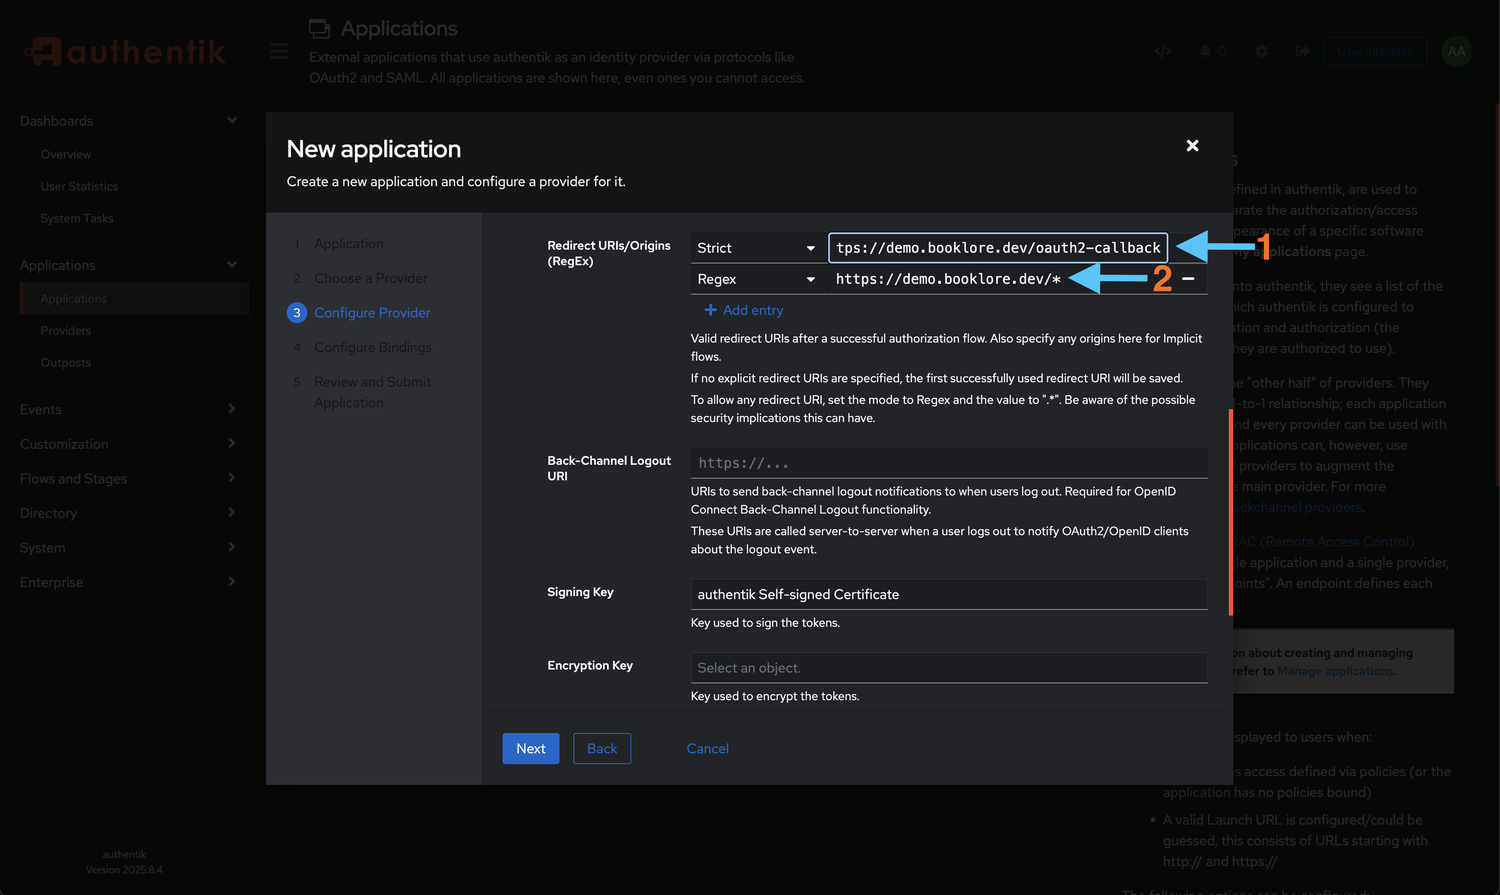 authentik
Applications
External applications that use authentik as an identity provider via protocols like
OAuth2 and SAML. All applications are shown here, even ones you cannot access.
0
User interface
AA
Dashboards
Overview
User Statistics
System Tasks
Applications
Applications
Providers
Outposts
Events
Customization
Flows and Stages
Directory
System
Enterprise
authentik
Version 2025.8.4
New application
Create a new application and configure a provider for it.
1 Application
2 Choose a Provider
3 Configure Provider
4 Configure Bindings
5 Review and Submit
Application
Redirect URIs/Origins
(RegEx)
Strict
tps://demo.booklore.dev/oauth2-callback
1
Regex
https://demo.booklore.dev/*
2
Add entry
Valid redirect URIs after a successful authorization flow. Also specify any origins here for Implicit
flows.
If no explicit redirect URIs are specified, the first successfully used redirect URI will be saved.
To allow any redirect URI, set the mode to Regex and the value to ".*". Be aware of the possible
security implications this can have.
Back-Channel Logout
URI
https://...
URIs to send back-channel logout notifications to when users log out. Required for OpenID
Connect Back-Channel Logout functionality.
These URIs are called server-to-server when a user logs out to notify OAuth2/OpenID clients
about the logout event.
Signing Key
authentik Self-signed Certificate
Key used to sign the tokens.
Encryption Key
Select an object.
Key used to encrypt the tokens.
Next
Back
Cancel
s
efined in authentik, are used to
arate the authorization/access
pearance of a specific software
applications page.
nto authentik, they see a list of the
hich authentik is configured to
ation and authorization (the
hey are authorized to use).
e "other half" of providers. They
-to-1 relationship; each application
nd every provider can be used with
pplications can, however, use
l providers to augment the
e main provider. For more
ackchannel providers.
AC (Remote Access Control)
le application and a single provider,
oints". An endpoint defines each
on about creating and managing
refer to Manage applications.
splayed to users when:
s access defined via policies (or the
application has no policies bound)
A valid Launch URL is configured/could be
guessed, this consists of URLs starting with
http:// and https://